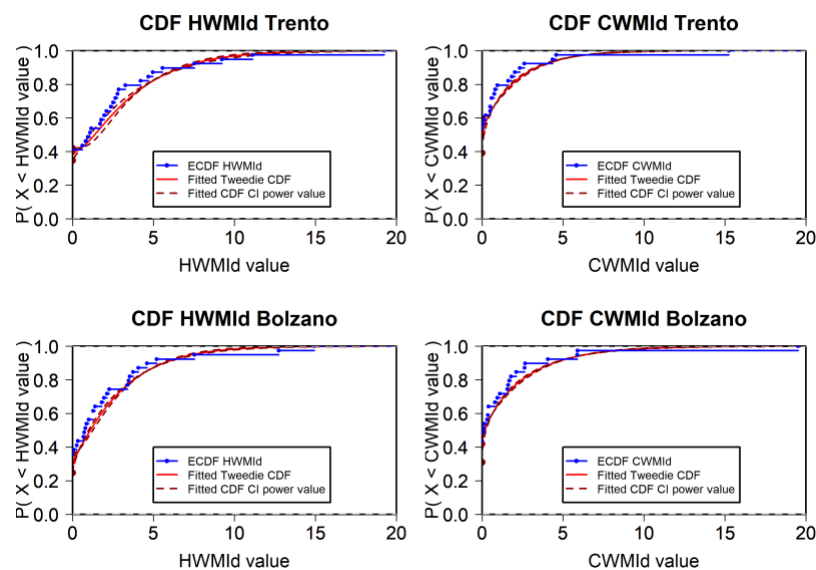 CDF HWMId Trento
P( X < HWMId value )
1.0
0.8
0.6
0.4
0.2
0.0
ECDF HWMId
Fitted Tweedie CDF
Fitted CDF CI power value
0 5 10 15 20
HWMId value
CDF CWMId Trento
P( X < CWMId value )
1.0
0.8
0.6
0.4
0.2
0.0
ECDF CWMId
Fitted Tweedie CDF
Fitted CDF CI power value
0 5 10 15 20
CWMId value
CDF HWMId Bolzano
P( X < HWMId value )
1.0
0.8
0.6
0.4
0.2
0.0
ECDF HWMId
Fitted Tweedie CDF
Fitted CDF CI power value
0 5 10 15 20
HWMId value
CDF CWMId Bolzano
P( X < CWMId value )
1.0
0.8
0.6
0.4
0.2
0.0
ECDF CWMId
Fitted Tweedie CDF
Fitted CDF CI power value
0 5 10 15 20
CWMId value